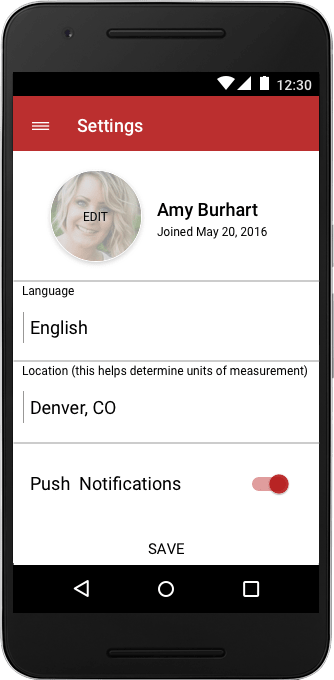 12:30
Settings
EDIT
Amy Burhart
Joined May 20, 2016
Language
English
Location (this helps determine units of measurement)
Denver, CO
Push Notifications
SAVE